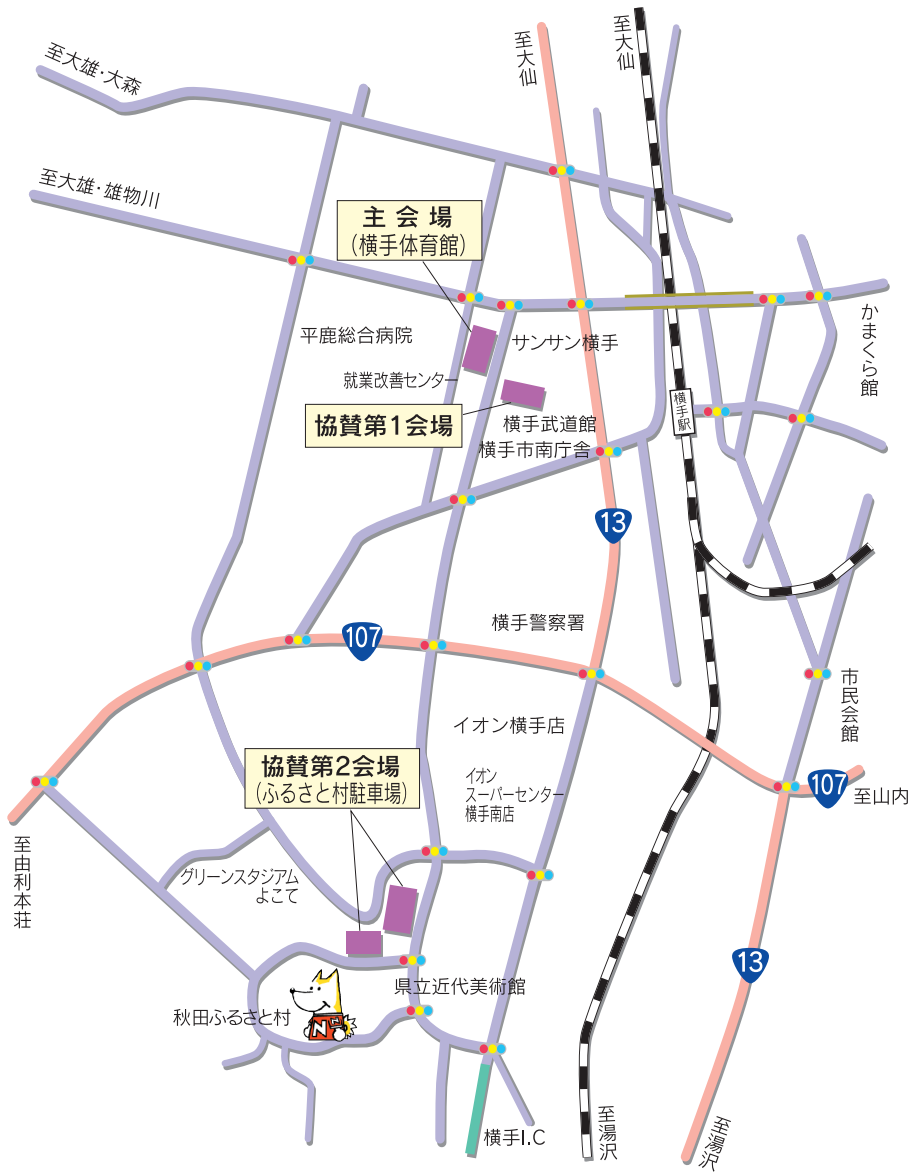 至大雄・大森
至大仙
至大仙
至大雄・雄物川
主会場
(横手体育館)
かまくら館
平鹿総合病院
サンサン横手
就業改善センター
協賛第1会場
横手武道館
横手市南庁舎
横手駅
13
横手警察署
107
市民会館
イオン横手店
協賛第2会場
(ふるさと村駐車場)
イオン
スーパーセンター
横手南店
107
至山内
至由利本荘
グリーンスタジアム
よこて
13
県立近代美術館
秋田ふるさと村
N
横手I.C
至湯沢
至湯沢